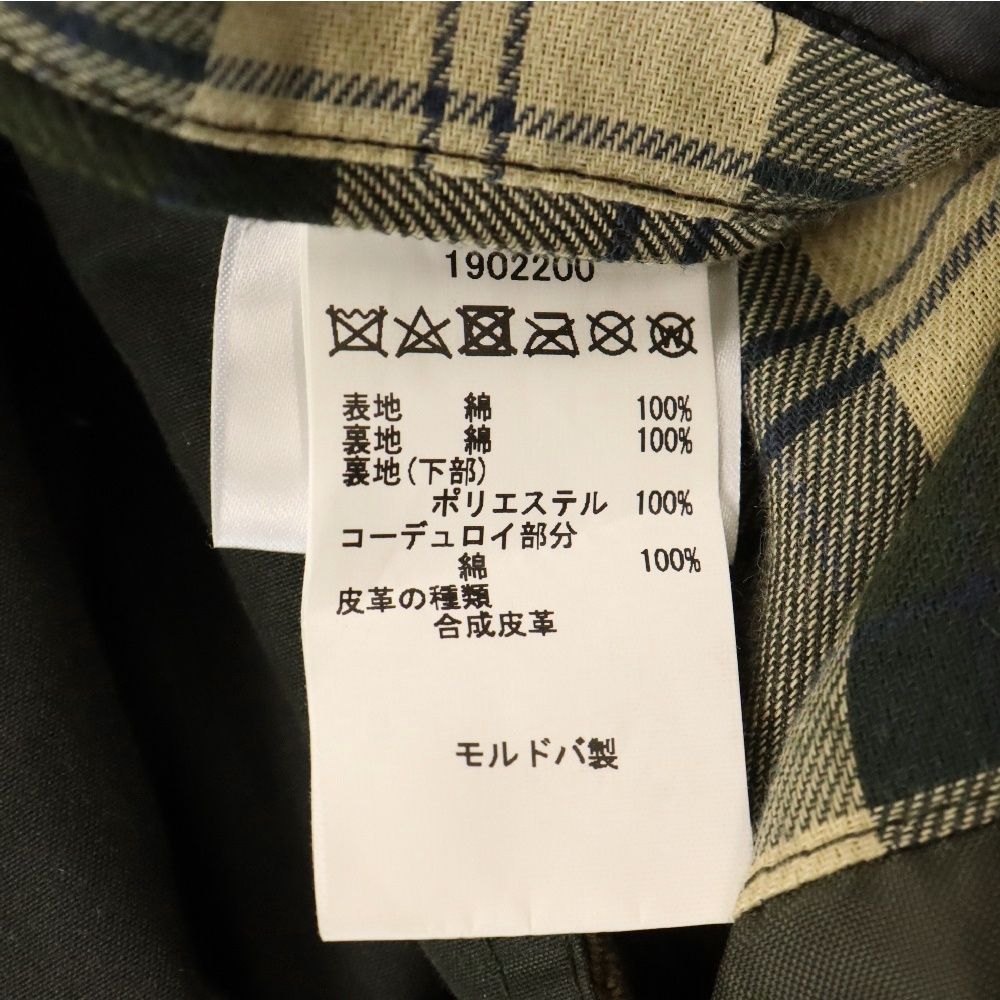 1902200
表地 綿 100%
裏地 綿 100%
裏地(下部)
ポリエステル 100%
コーデュロイ部分
綿 100%
皮革の種類
合成皮革
モルドバ製